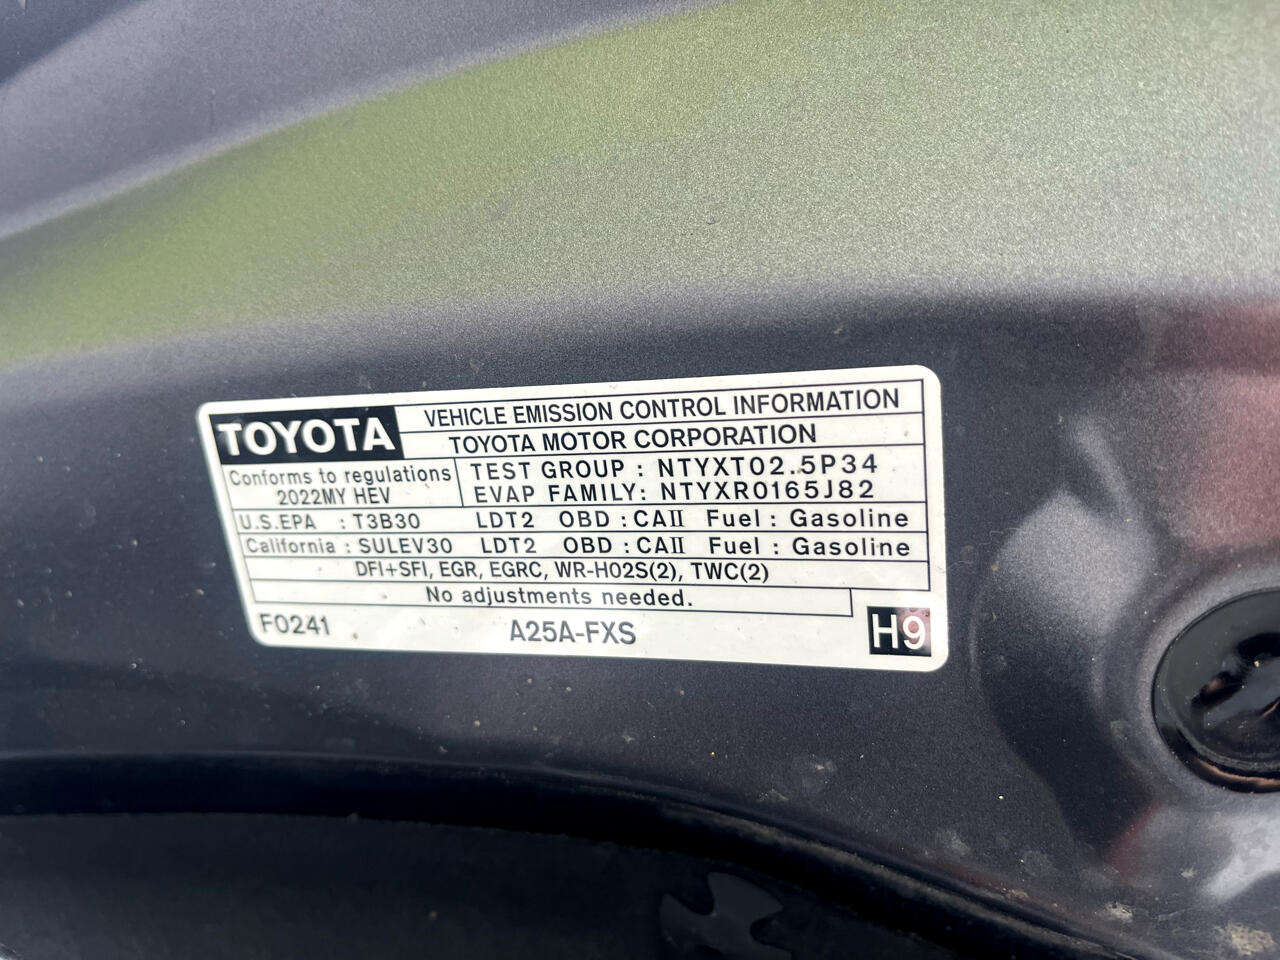 TOYOTA
VEHICLE EMISSION CONTROL INFORMATION
TOYOTA MOTOR CORPORATION
Conforms to regulations
2022MY HEV
TEST GROUP : NTYXT02.5P34
EVAP FAMILY: NTYXR0165J82
U.S.EPA : T3B30 LDT2 OBD : CAII Fuel : Gasoline
California : SULEV30 LDT2 OBD : CAII Fuel : Gasoline
DFI+SFI, EGR, EGRC, WR-HO2S(2), TWC(2)
No adjustments needed.
F0241 A25A-FXS H9